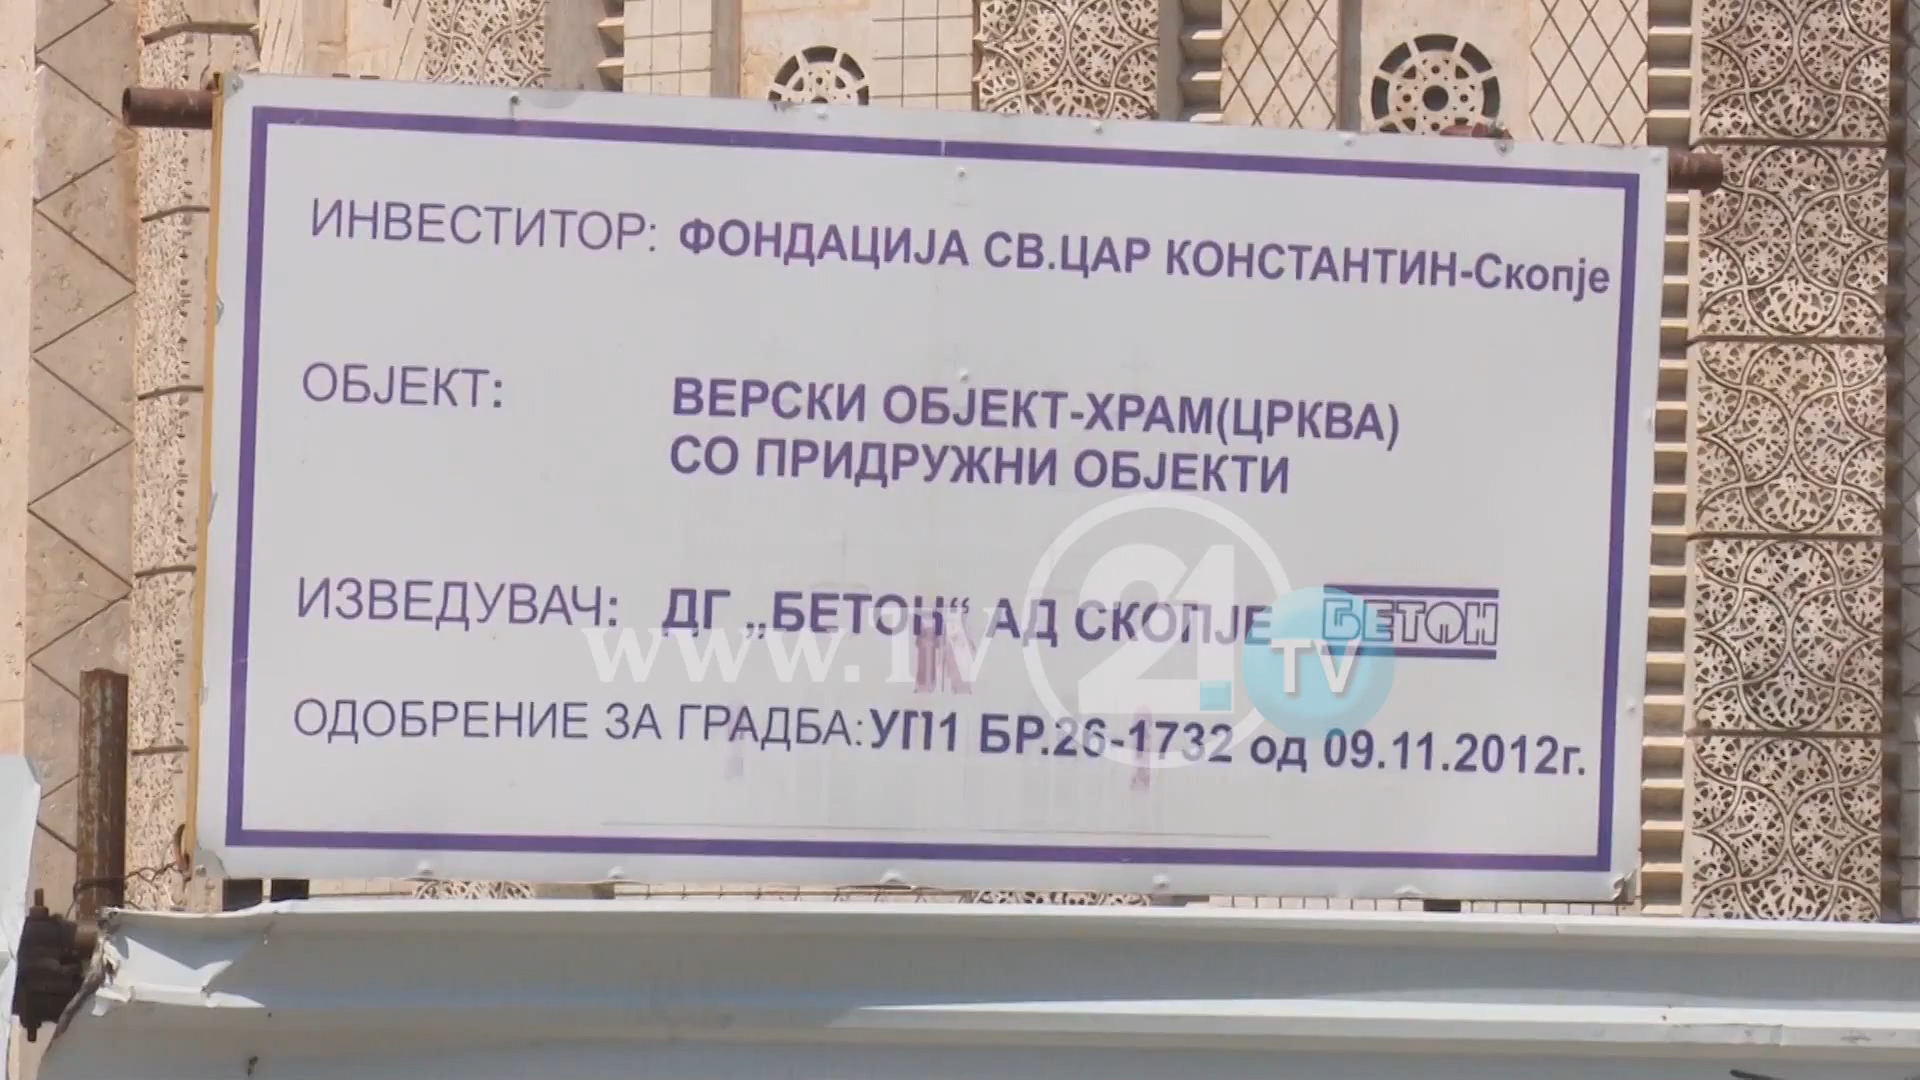 ИНВЕСТИТОР: ФОНДАЦИЈА СВ.ЦАР КОНСТАНТИН-Скопје
ОБЈЕКТ: ВЕРСКИ ОБЈЕКТ-ХРАМ(ЦРКВА)
СО ПРИДРУЖНИ ОБЈЕКТИ
ИЗВЕДУВАЧ: ДГ „БЕТОН“ АД СКОПЈЕ БЕТОН
www.TV21.TV
ОДОБРЕНИЕ ЗА ГРАДБА:УП1 БР.26-1732 од 09.11.2012г.